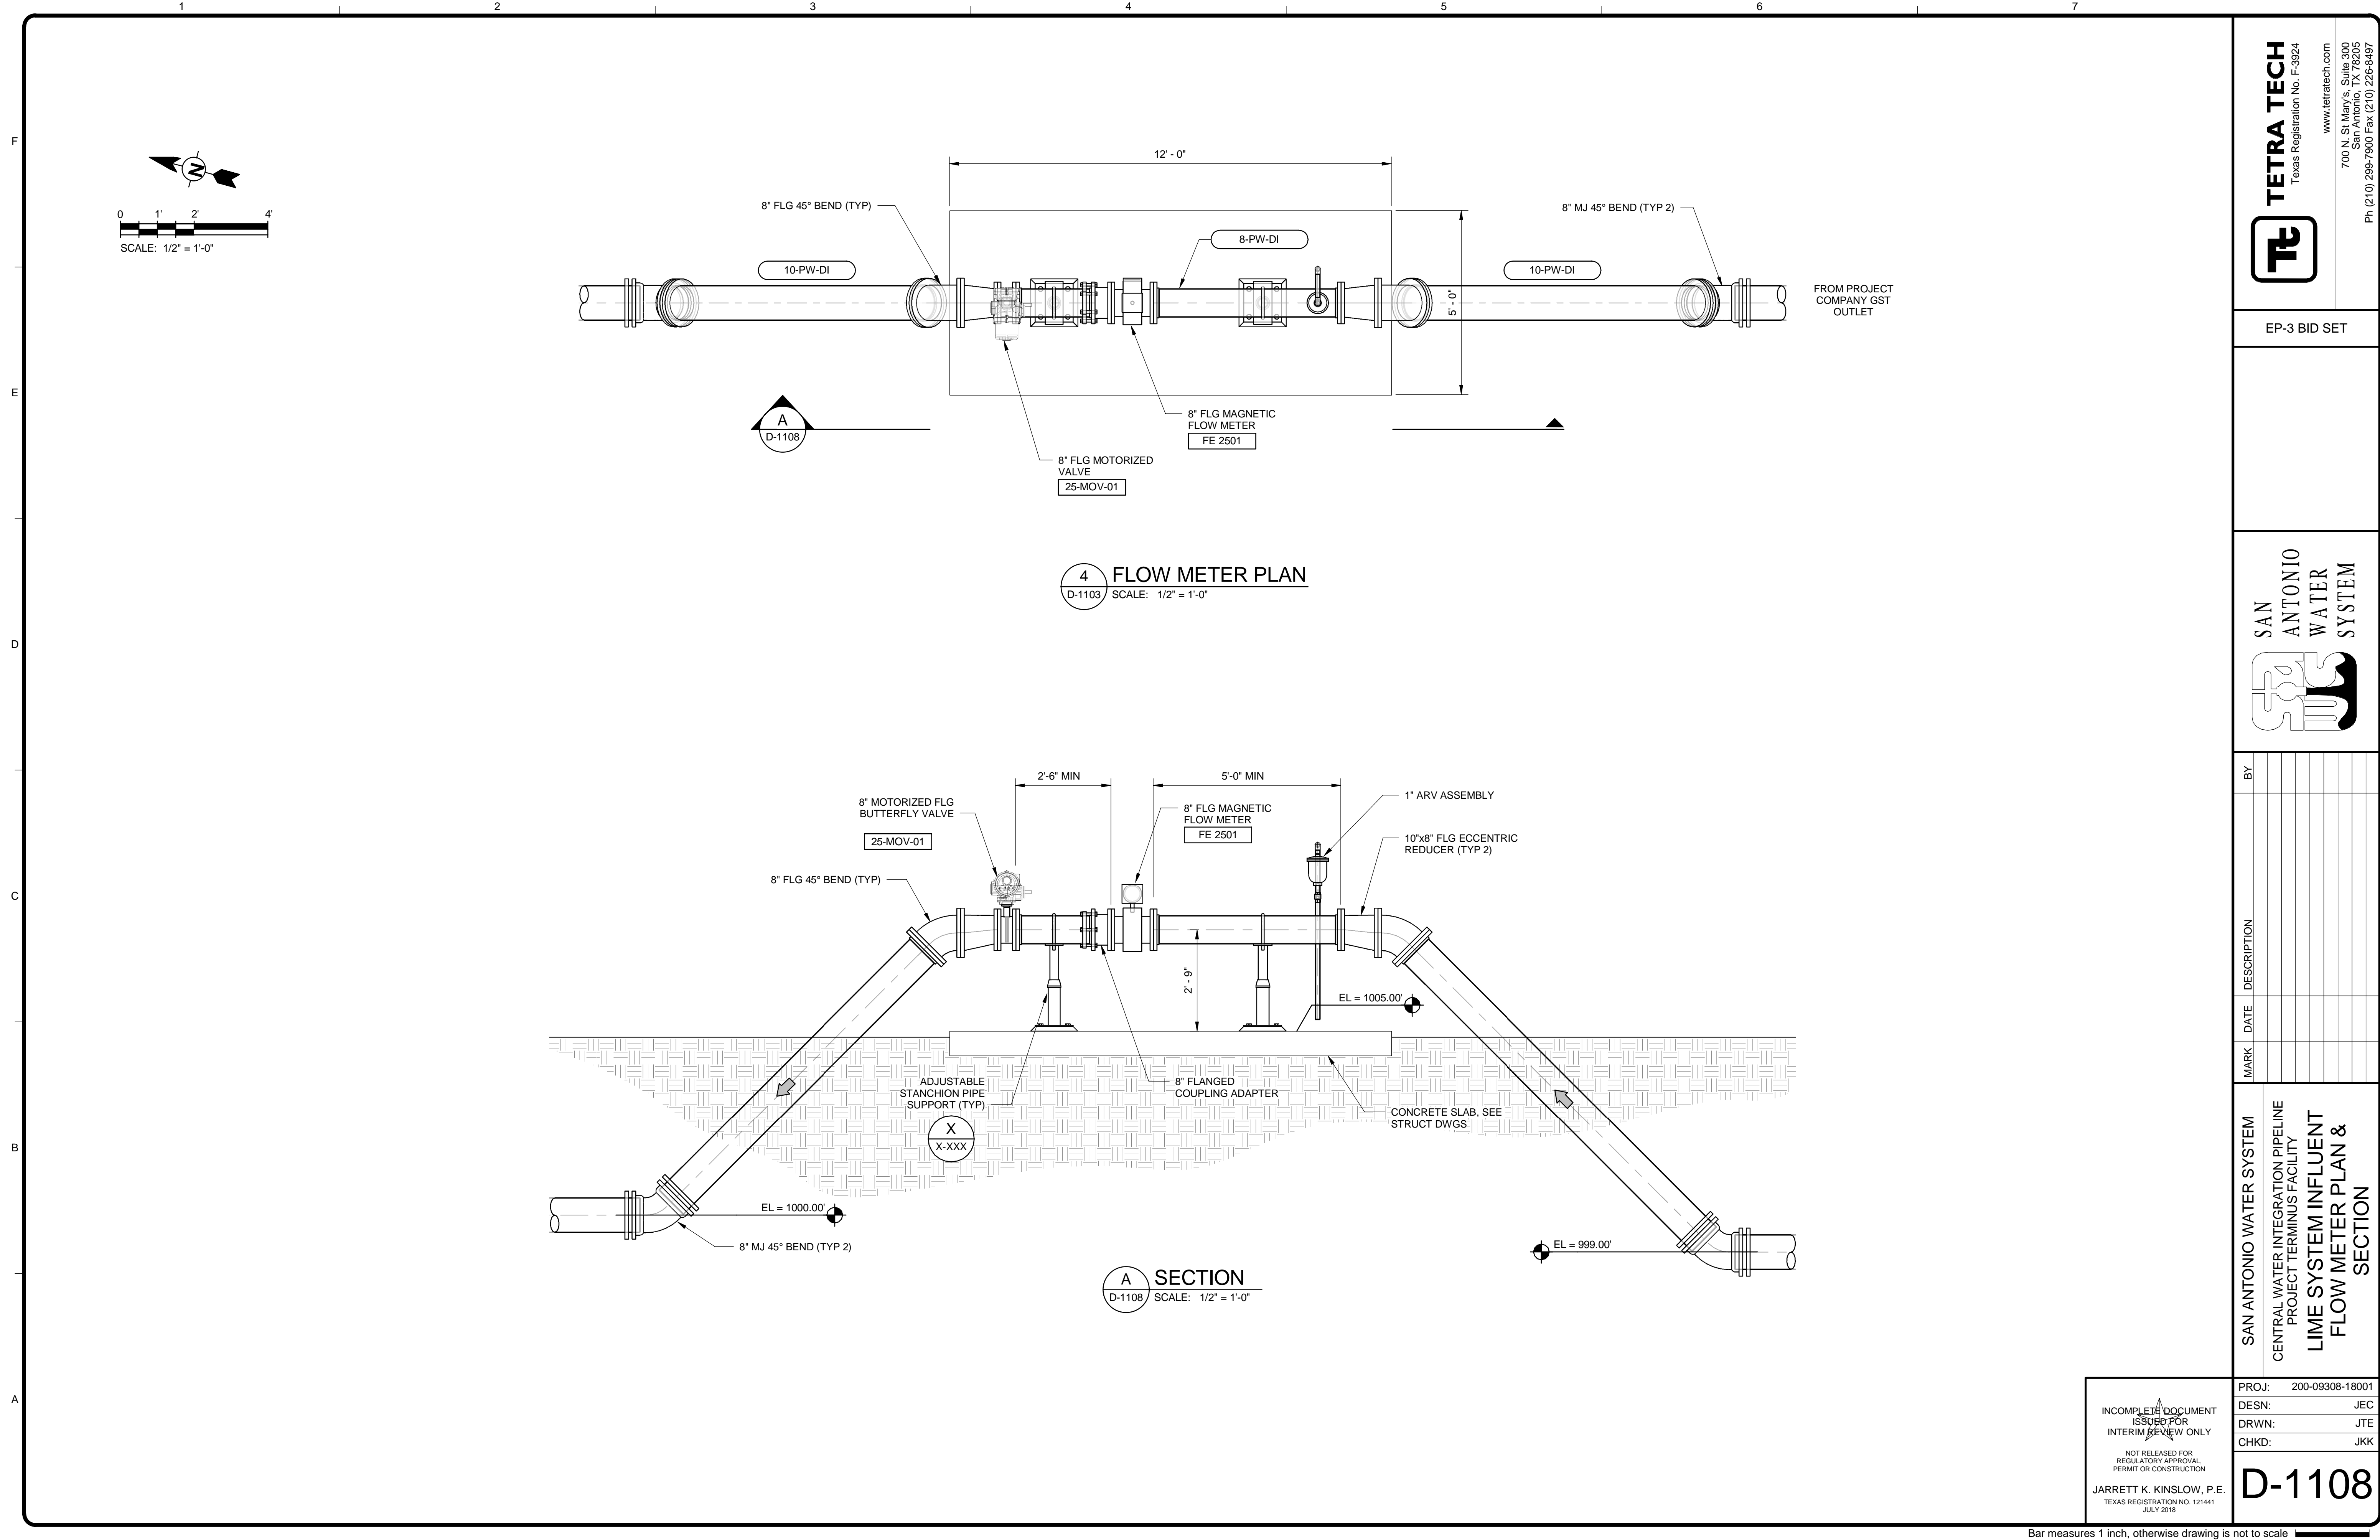 1 2 3 4 5 6 7
F
E
D
C
B
A
N
0 1' 2' 4'
SCALE: 1/2" = 1'-0"
12' - 0"
8" FLG 45° BEND (TYP)
8" MJ 45° BEND (TYP 2)
8-PW-DI
10-PW-DI
10-PW-DI
5' - 0"
FROM PROJECT
COMPANY GST
OUTLET
A
D-1108
8" FLG MAGNETIC
FLOW METER
FE 2501
8" FLG MOTORIZED
VALVE
25-MOV-01
4
D-1103
FLOW METER PLAN
SCALE: 1/2" = 1'-0"
2'-6" MIN
5'-0" MIN
8" MOTORIZED FLG
BUTTERFLY VALVE
25-MOV-01
8" FLG MAGNETIC
FLOW METER
FE 2501
1" ARV ASSEMBLY
10"x8" FLG ECCENTRIC
REDUCER (TYP 2)
8" FLG 45° BEND (TYP)
2' - 9"
EL = 1005.00'
ADJUSTABLE
STANCHION PIPE
SUPPORT (TYP)
X
X-XXX
8" FLANGED
COUPLING ADAPTER
CONCRETE SLAB, SEE
STRUCT DWGS
EL = 1000.00'
8" MJ 45° BEND (TYP 2)
EL = 999.00'
A
D-1108
SECTION
SCALE: 1/2" = 1'-0"
TETRA TECH
Texas Registration No. F-3924
www.tetratech.com
700 N. St Mary's, Suite 300
San Antonio, TX 78205
Ph (210) 299-7900 Fax (210) 226-8497
Tt
EP-3 BID SET
SAN
ANTONIO
WATER
SYSTEM
MARK DATE DESCRIPTION BY
SAN ANTONIO WATER SYSTEM
CENTRAL WATER INTEGRATION PIPELINE
PROJECT TERMINUS FACILITY
LIME SYSTEM INFLUENT
FLOW METER PLAN &
SECTION
INCOMPLETE DOCUMENT
ISSUED FOR
INTERIM REVIEW ONLY
NOT RELEASED FOR
REGULATORY APPROVAL,
PERMIT OR CONSTRUCTION
JARRETT K. KINSLOW, P.E.
TEXAS REGISTRATION NO. 121441
JULY 2018
PROJ: 200-09308-18001
DESN: JEC
DRWN: JTE
CHKD: JKK
D-1108
Bar measures 1 inch, otherwise drawing is not to scale